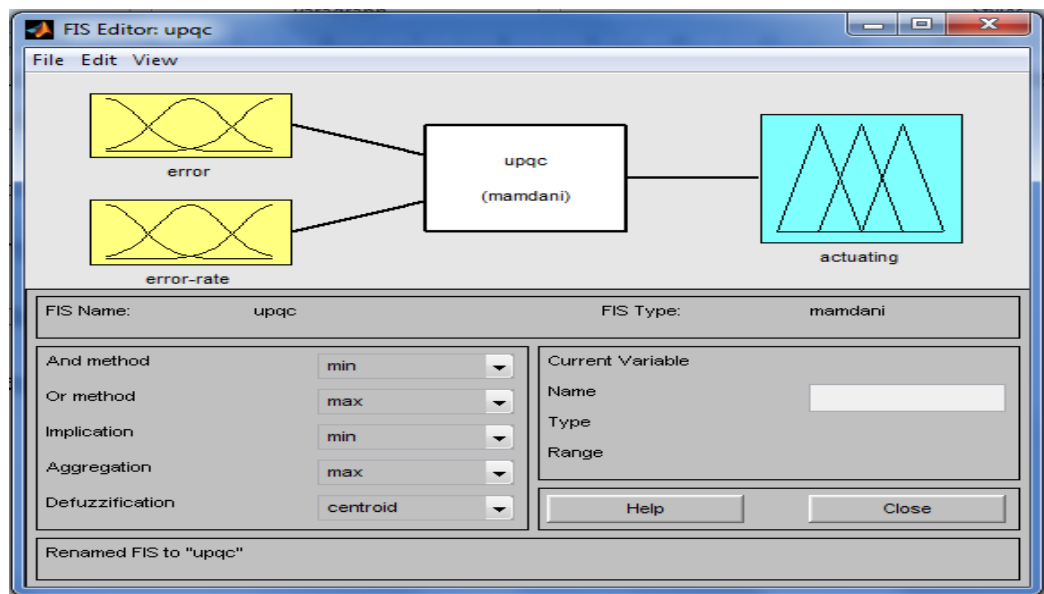 FIS Editor: upqc
File Edit View
error
upqc
(mamdani)
error-rate
actuating
FIS Name: upqc
FIS Type: mamdani
And method min
Or method max
Implication min
Aggregation max
Defuzzification centroid
Current Variable
Name
Type
Range
Help Close
Renamed FIS to "upqc"